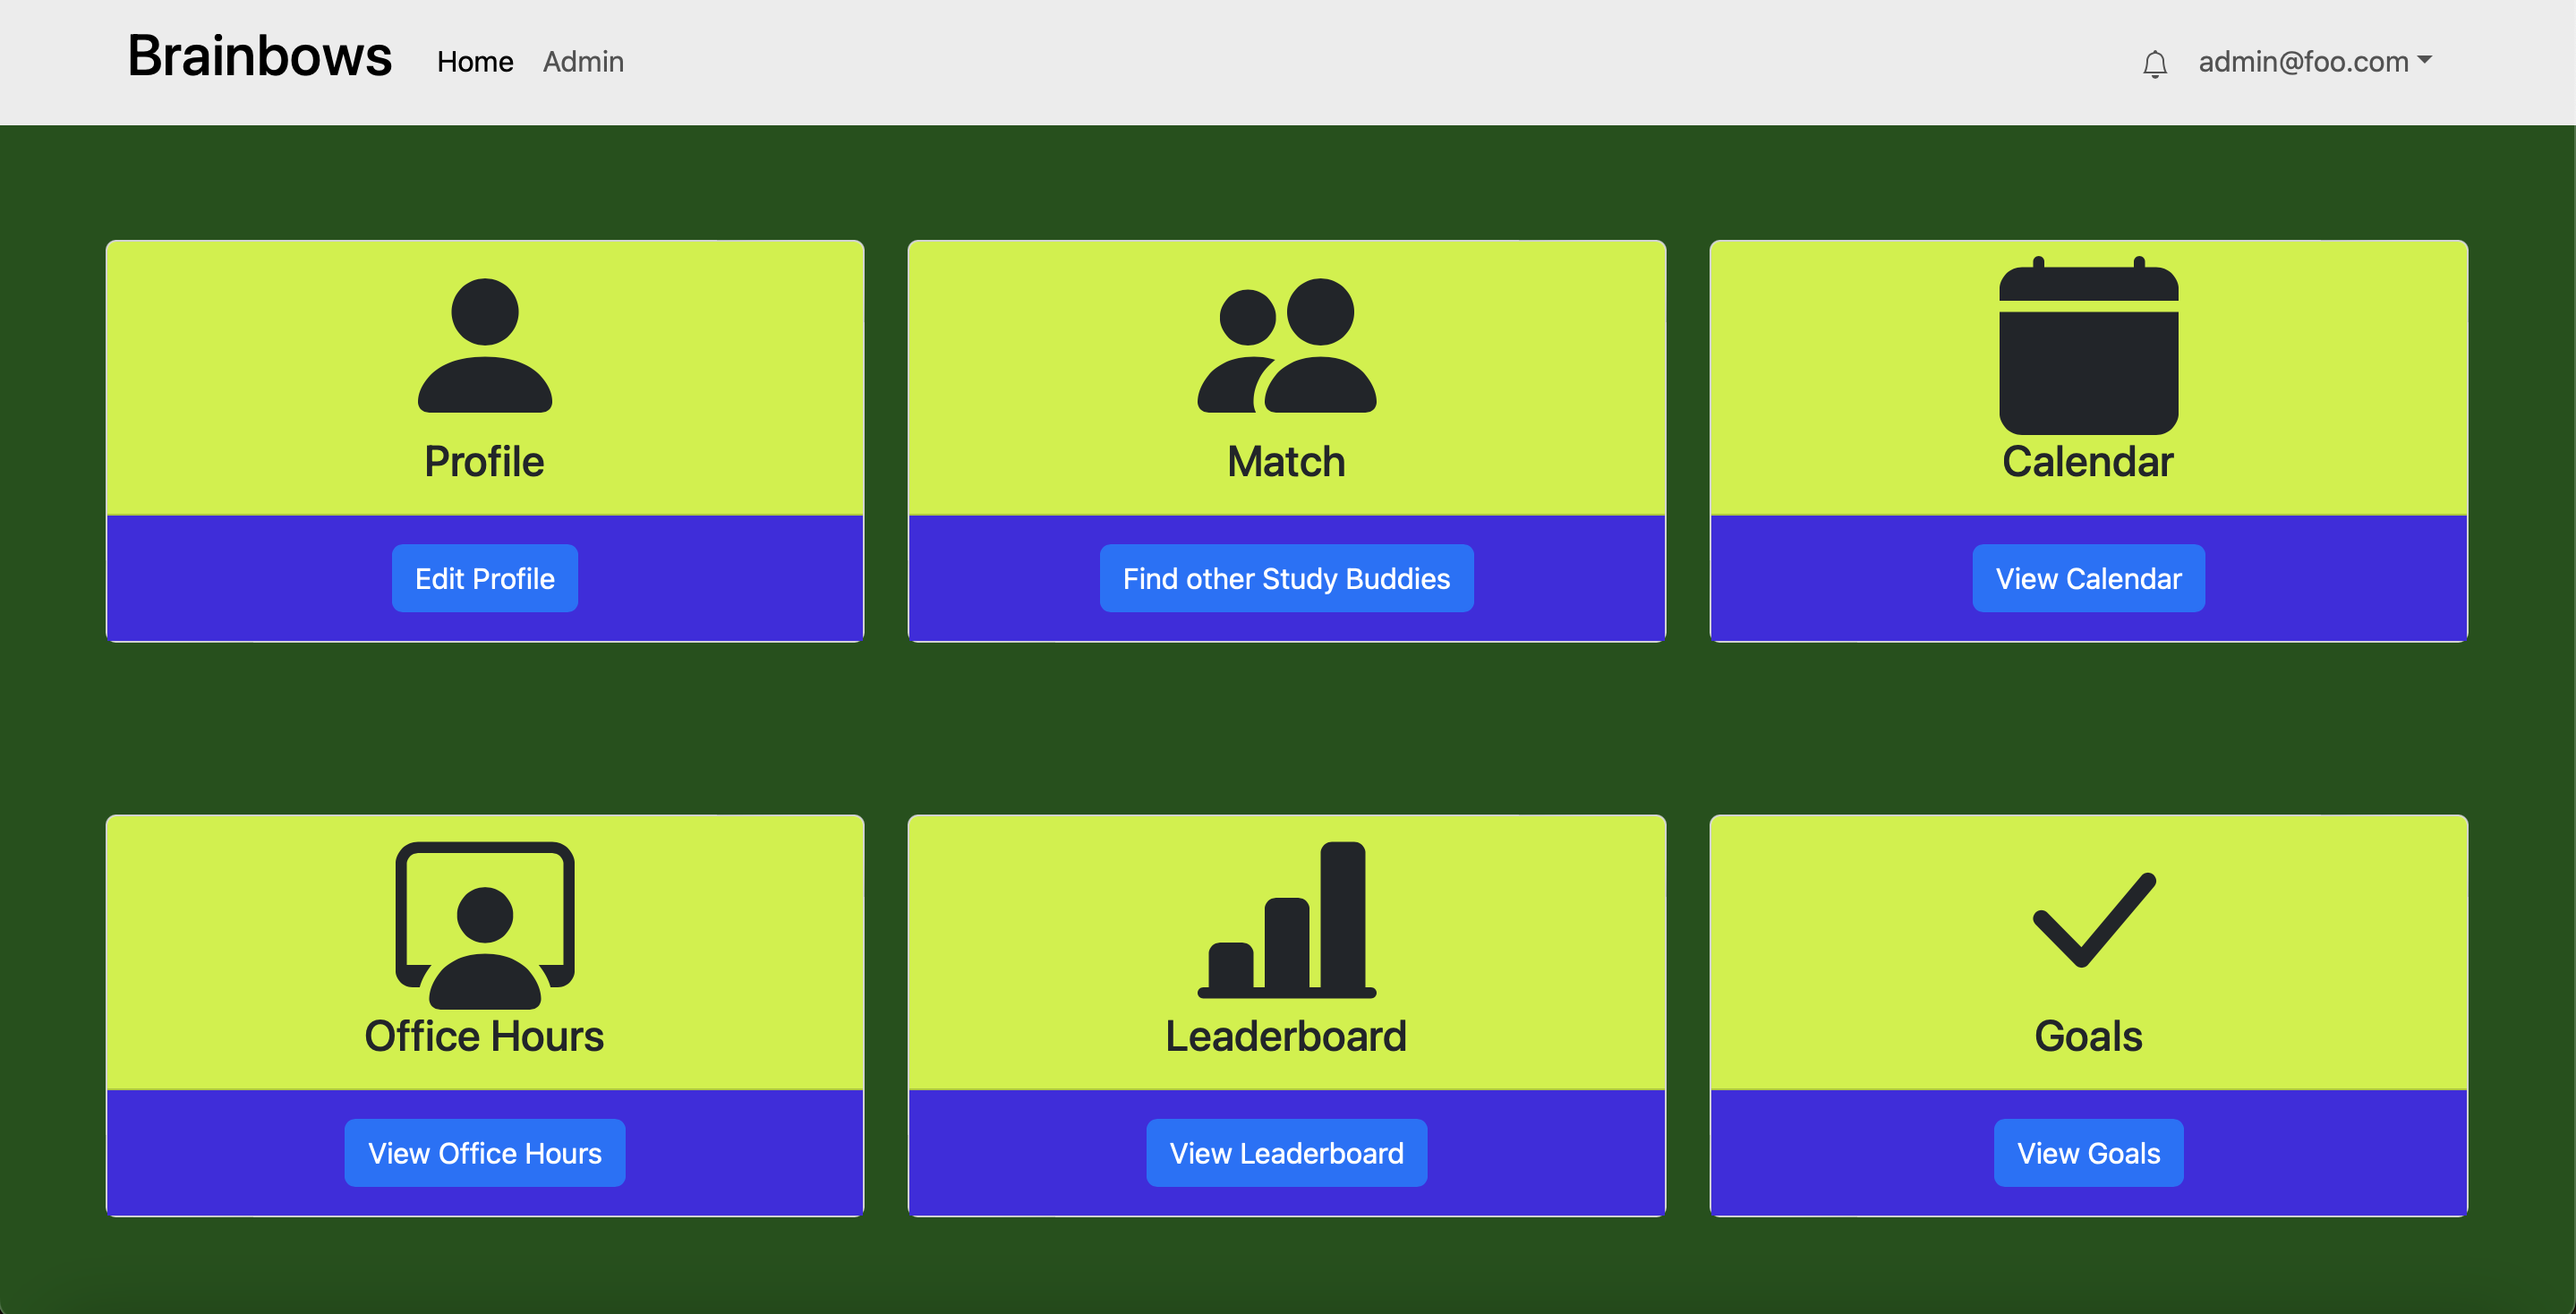 Brainbows Home Admin admin@foo.com
Profile
Edit Profile
Match
Find other Study Buddies
Calendar
View Calendar
Office Hours
View Office Hours
Leaderboard
View Leaderboard
Goals
View Goals